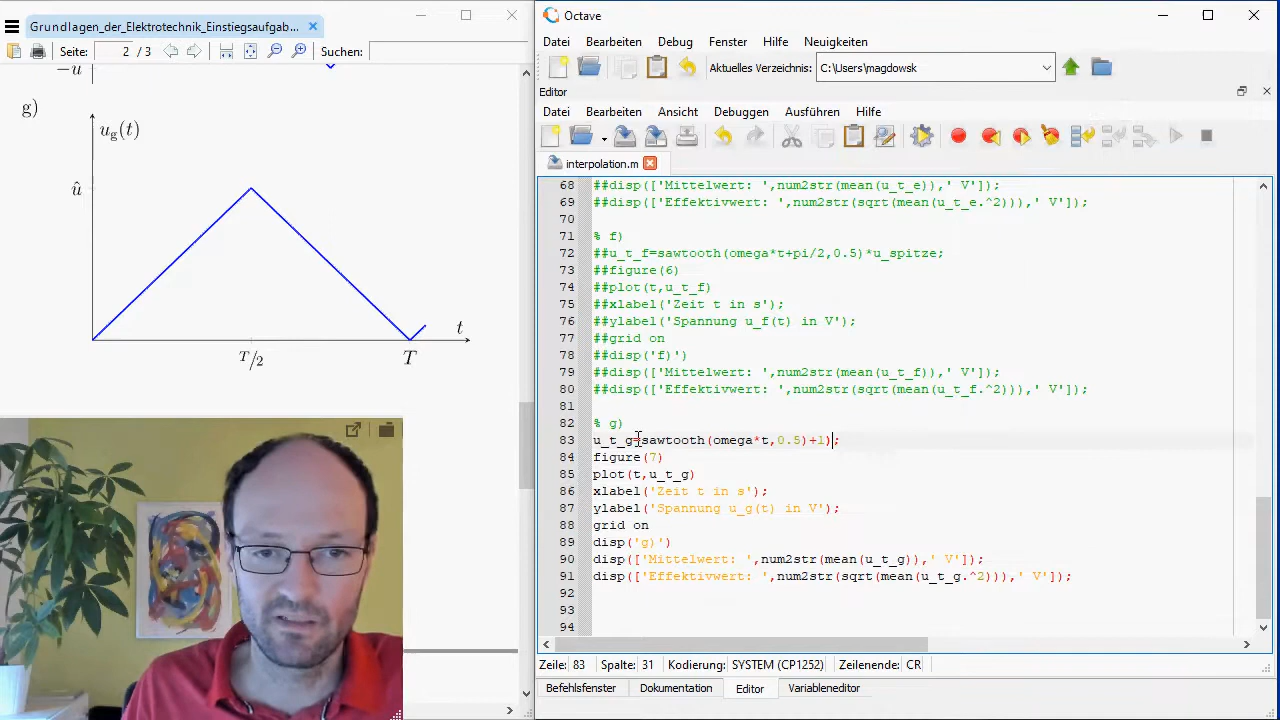 Grundlagen_der_Elektrotechnik_Einstiegsaufgab...
Seite: 2 / 3 Suchen:
−u
g)
u_g(t)
û
t
T/2
T
Octave
Datei Bearbeiten Debug Fenster Hilfe Neuigkeiten
Aktuelles Verzeichnis: C:\Users\magdowsk
Editor
Datei Bearbeiten Ansicht Debuggen Ausführen Hilfe
interpolation.m
68 ##disp(['Mittelwert: ',num2str(mean(u_t_e)),' V']);
69 ##disp(['Effektivwert: ',num2str(sqrt(mean(u_t_e.^2))),' V']);
70
71 % f)
72 ##u_t_f=sawtooth(omega*t+pi/2,0.5)*u_spitze;
73 ##figure(6)
74 ##plot(t,u_t_f)
75 ##xlabel('Zeit t in s');
76 ##ylabel('Spannung u_f(t) in V');
77 ##grid on
78 ##disp('f)')
79 ##disp(['Mittelwert: ',num2str(mean(u_t_f)),' V']);
80 ##disp(['Effektivwert: ',num2str(sqrt(mean(u_t_f.^2))),' V']);
81
82 % g)
83 u_t_g=sawtooth(omega*t,0.5)+1);
84 figure(7)
85 plot(t,u_t_g)
86 xlabel('Zeit t in s');
87 ylabel('Spannung u_g(t) in V');
88 grid on
89 disp('g)')
90 disp(['Mittelwert: ',num2str(mean(u_t_g)),' V']);
91 disp(['Effektivwert: ',num2str(sqrt(mean(u_t_g.^2))),' V']);
92
93
94
Zeile: 83 Spalte: 31 Kodierung: SYSTEM (CP1252) Zeilenende: CR
Befehlsfenster Dokumentation Editor Variableneditor